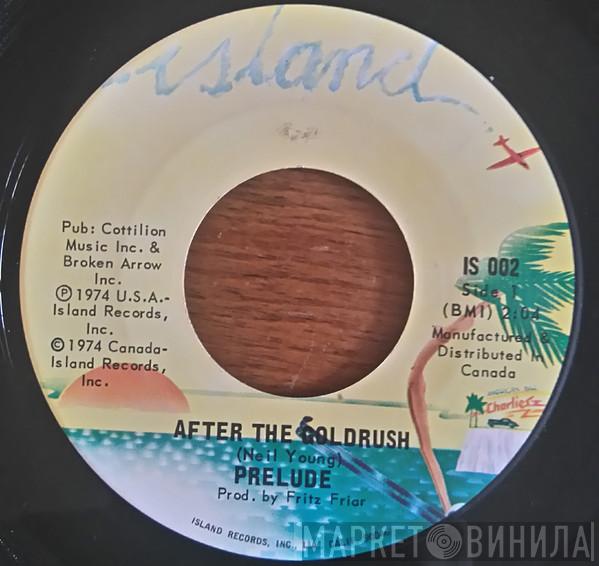 island
Pub: Cottilion
Music Inc. &
Broken Arrow
Inc.
℗ 1974 U.S.A.-
Island Records,
Inc.
© 1974 Canada-
Island Records,
Inc.
IS 002
Side 1
(BMI) 2:04
Manufactured &
Distributed In
Canada
Charliesz
AFTER THE GOLDRUSH
(Neil Young)
PRELUDE
Prod. by Fritz Friar
ISLAND RECORDS, INC.,
МАРКЕТ ВИНИЛА